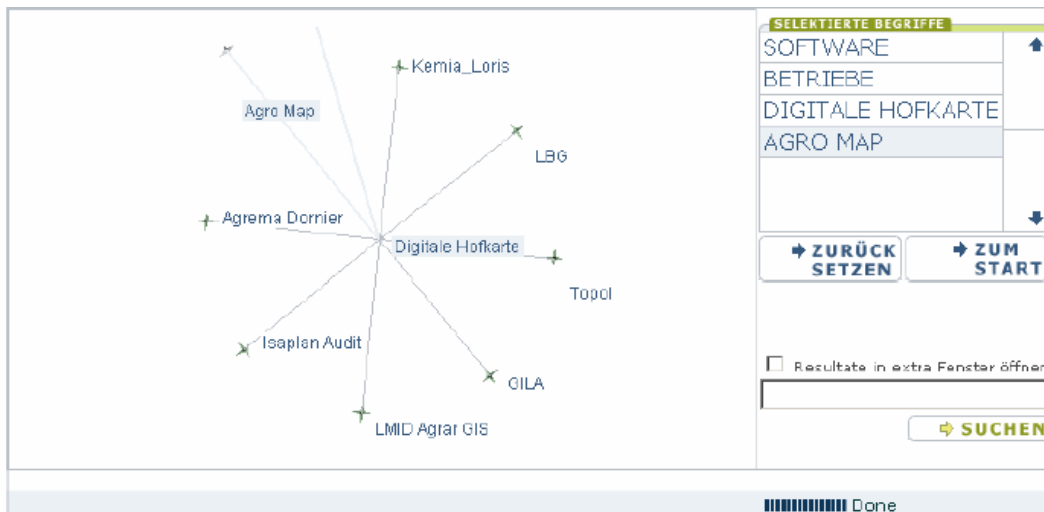 Kemia_Loris
Agro Map
LBG
Agrema Dornier
Digitale Hofkarte
Topol
Isaplan Audit
GILA
LMID Agrar GIS
SELEKTIERTE BEGRIFFE
SOFTWARE
BETRIEBE
DIGITALE HOFKARTE
AGRO MAP
ZURÜCK
SETZEN
ZUM
START
Resultate in extra Fenster öffnen
SUCHEN
Done